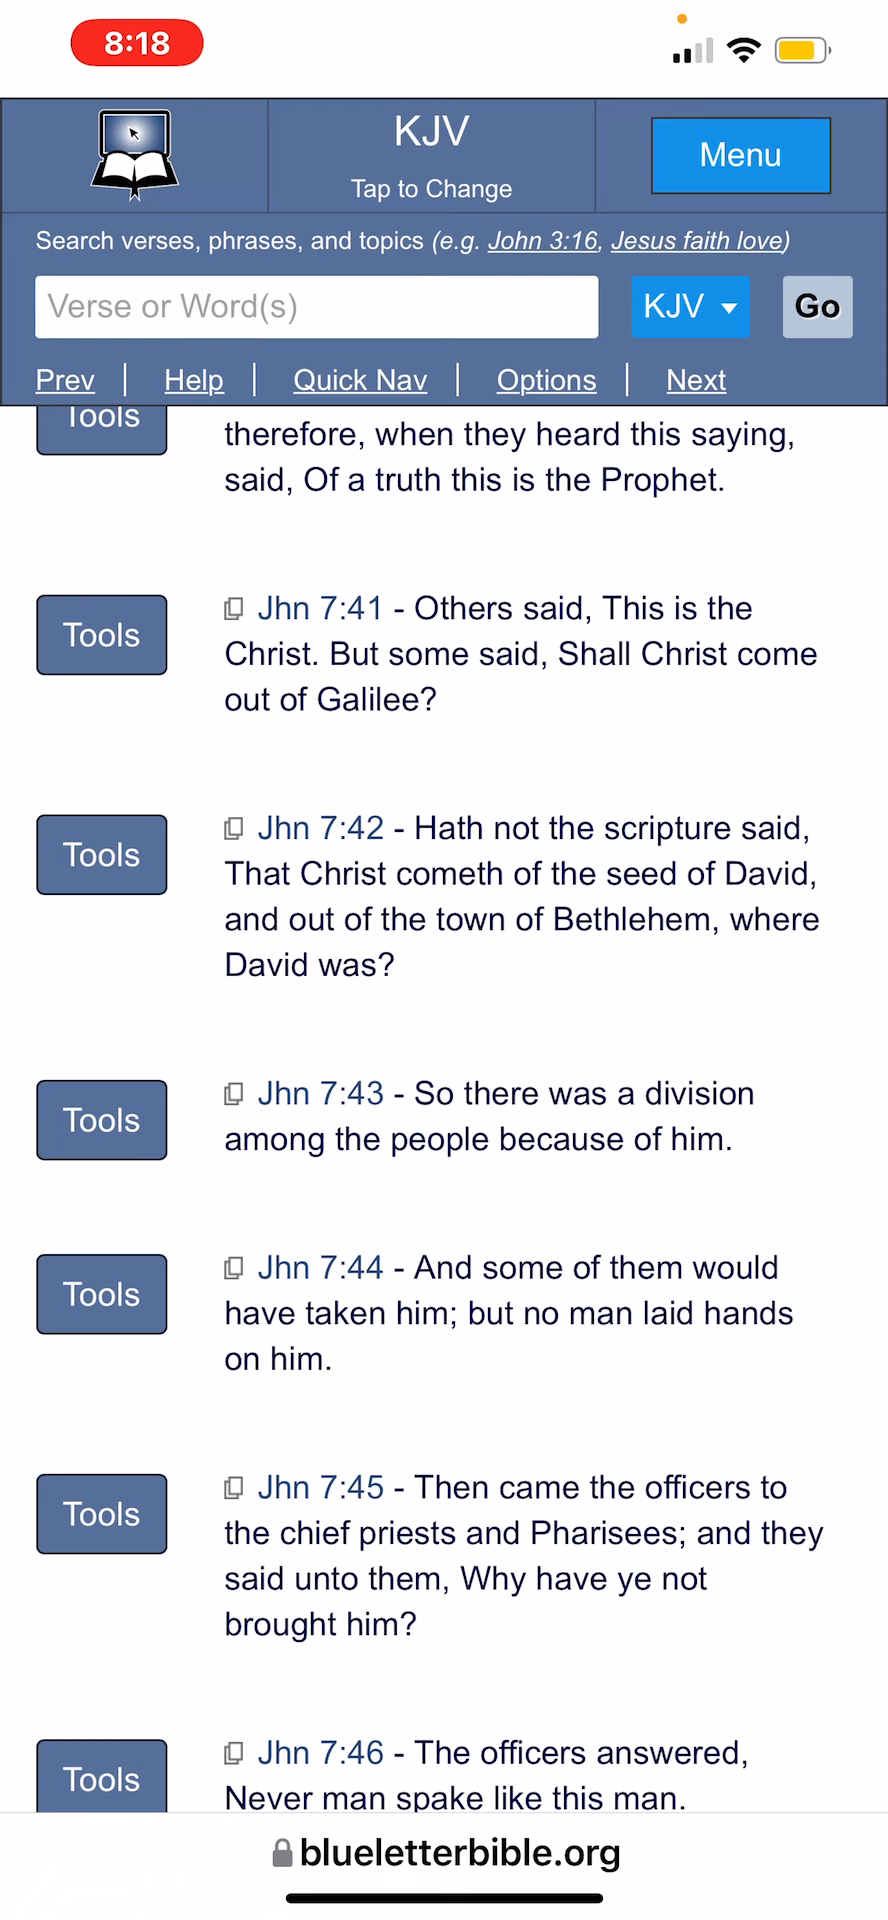 8:18
KJV
Tap to Change
Menu
Search verses, phrases, and topics (e.g. John 3:16, Jesus faith love)
Verse or Word(s)
KJV
Go
Prev | Help | Quick Nav | Options | Next
Tools
therefore, when they heard this saying,
said, Of a truth this is the Prophet.
Tools
Jhn 7:41 - Others said, This is the
Christ. But some said, Shall Christ come
out of Galilee?
Tools
Jhn 7:42 - Hath not the scripture said,
That Christ cometh of the seed of David,
and out of the town of Bethlehem, where
David was?
Tools
Jhn 7:43 - So there was a division
among the people because of him.
Tools
Jhn 7:44 - And some of them would
have taken him; but no man laid hands
on him.
Tools
Jhn 7:45 - Then came the officers to
the chief priests and Pharisees; and they
said unto them, Why have ye not
brought him?
Tools
Jhn 7:46 - The officers answered,
Never man spake like this man.
blueletterbible.org